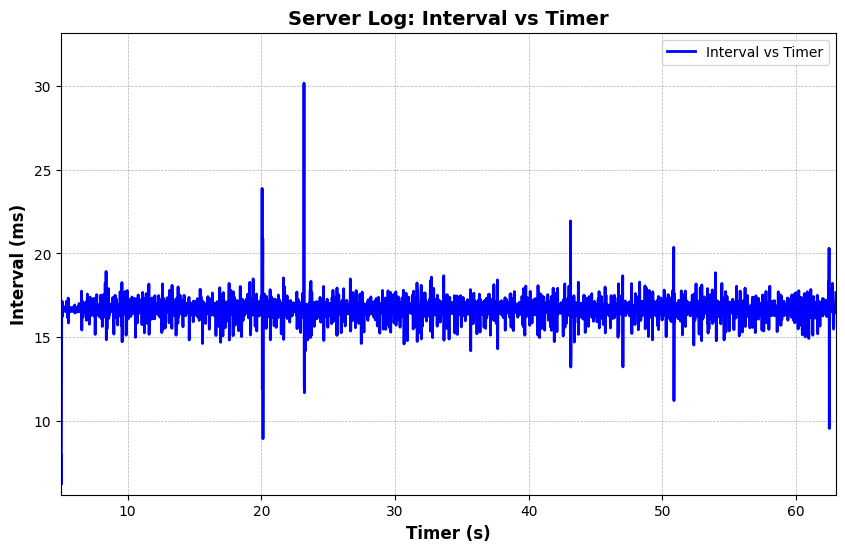 Server Log: Interval vs Timer
Interval vs Timer
30
25
20
15
10
Interval (ms)
10 20 30 40 50 60
Timer (s)